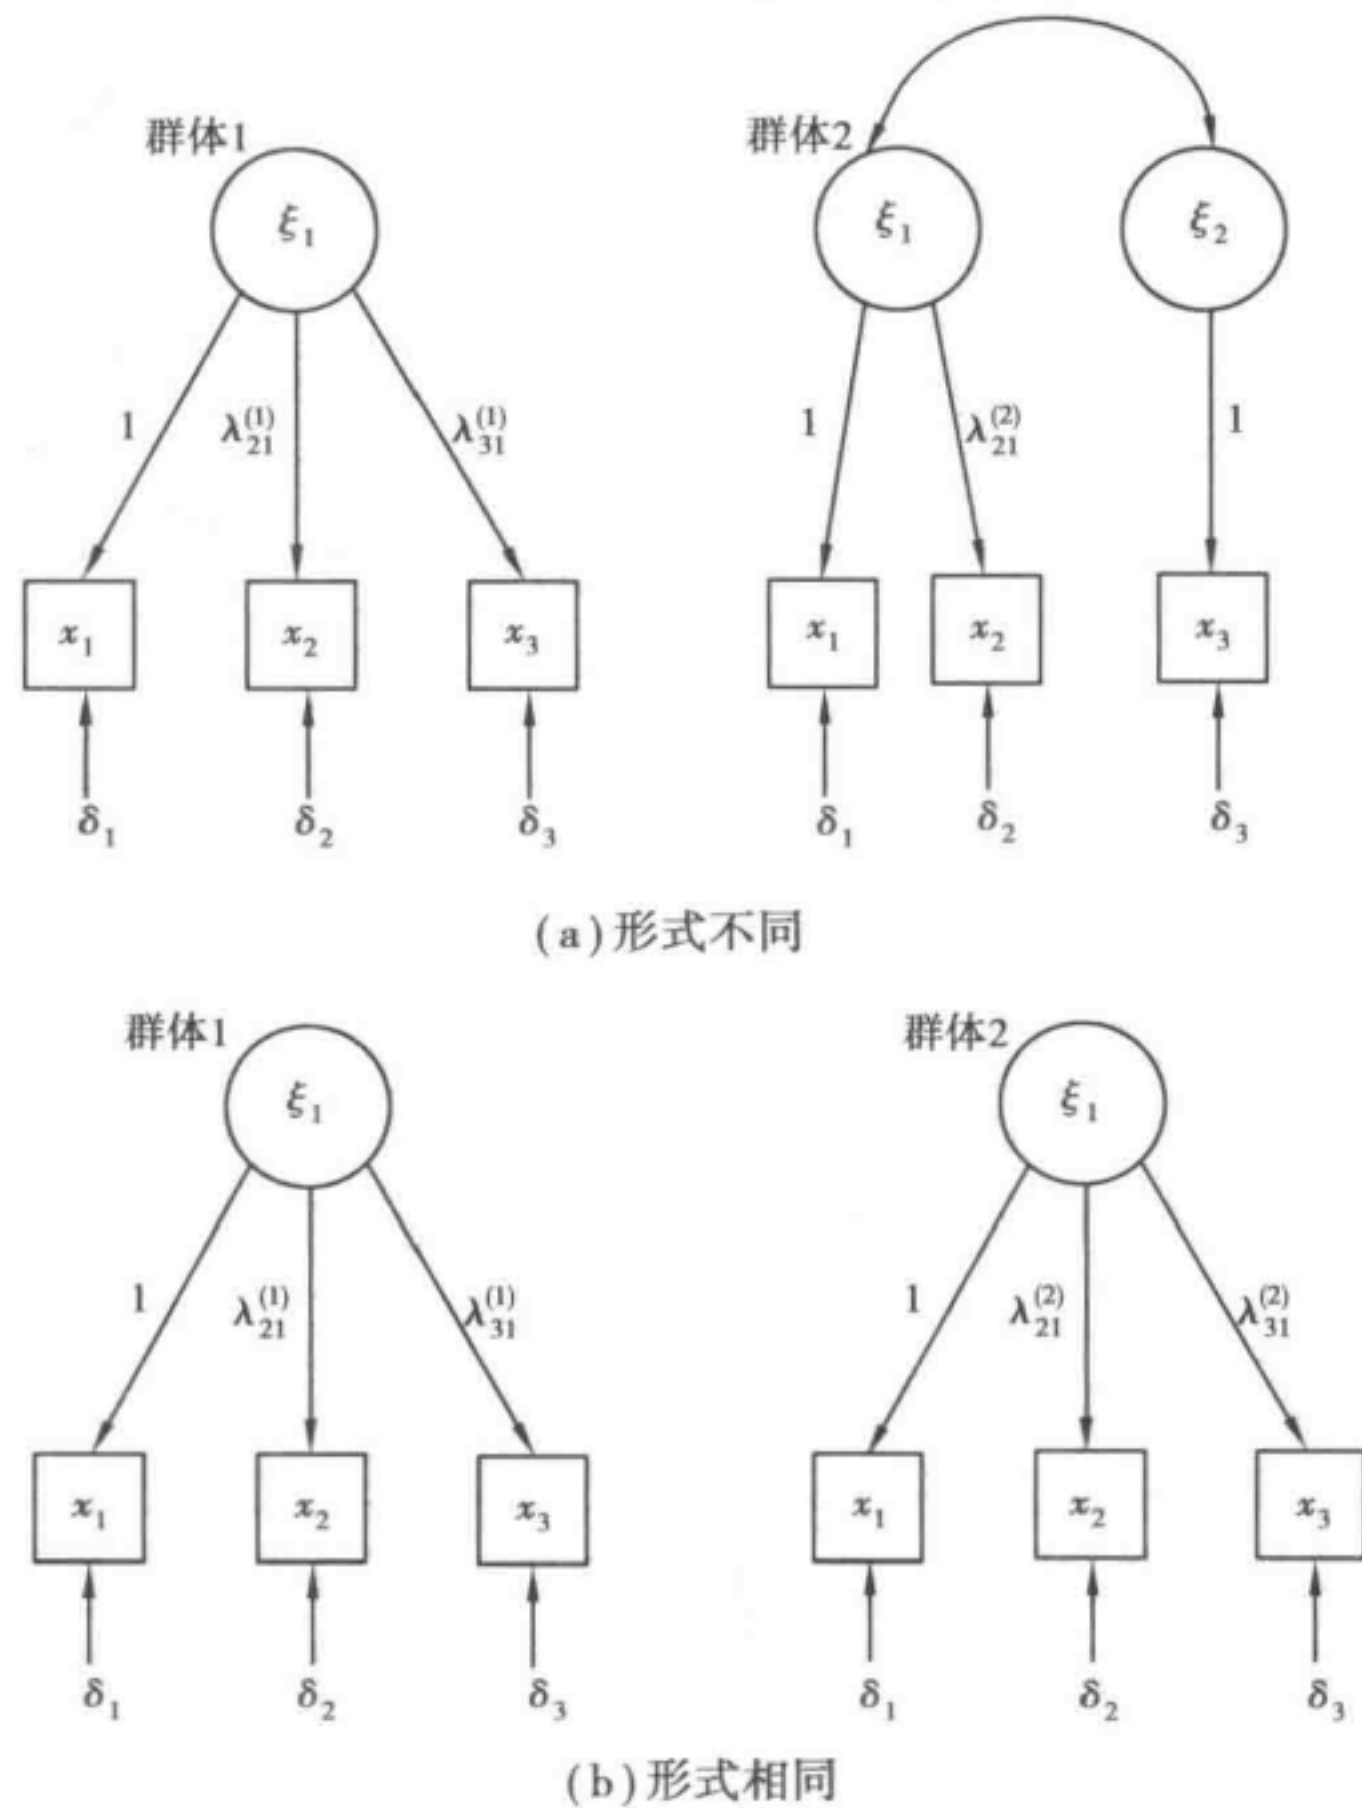 群体1 群体2
ξ₁ ξ₁ ξ₂
1 λ₂₁⁽¹⁾ λ₃₁⁽¹⁾ 1 λ₂₁⁽²⁾ 1
x₁ x₂ x₃ x₁ x₂ x₃
δ₁ δ₂ δ₃ δ₁ δ₂ δ₃
(a)形式不同
群体1 群体2
ξ₁ ξ₁
1 λ₂₁⁽¹⁾ λ₃₁⁽¹⁾ 1 λ₂₁⁽²⁾ λ₃₁⁽²⁾
x₁ x₂ x₃ x₁ x₂ x₃
δ₁ δ₂ δ₃ δ₁ δ₂ δ₃
(b)形式相同